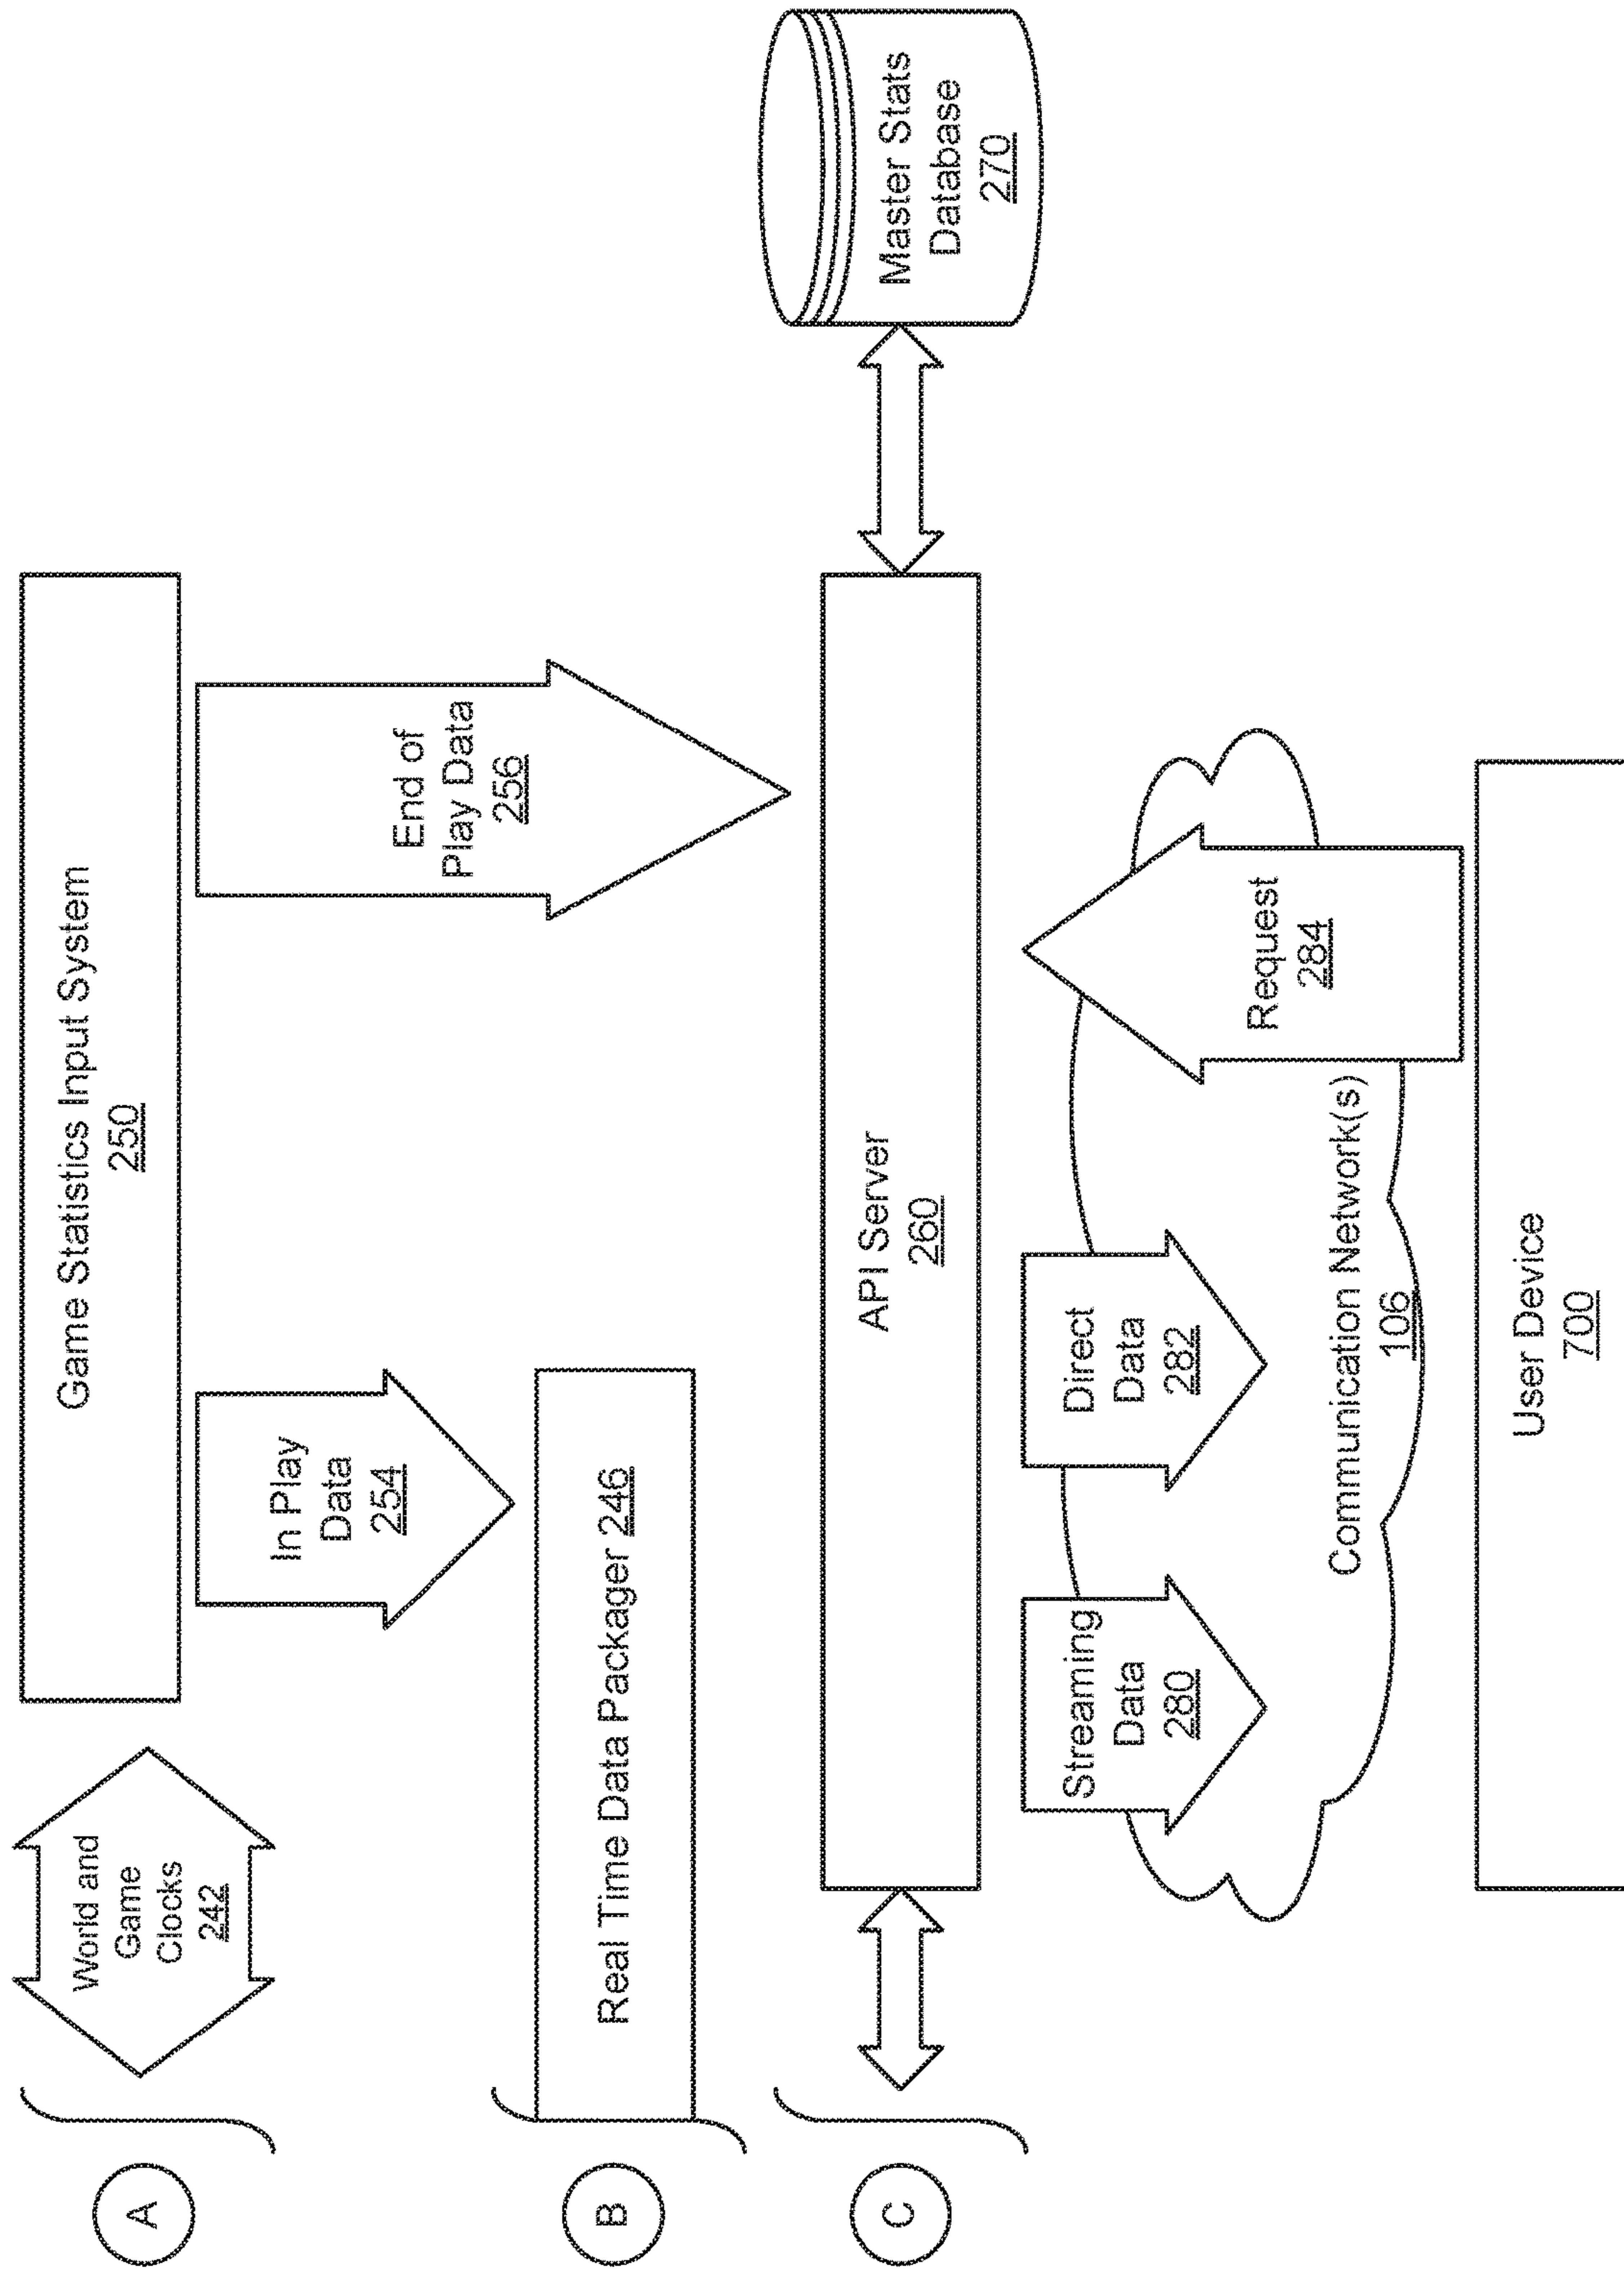 A
World and
Game
Clocks
242
Game Statistics Input System
250
In Play
Data
254
End of
Play Data
256
B
Real Time Data Packager 246
C
API Server
260
Master Stats
Database
270
Streaming
Data
280
Direct
Data
282
Request
284
Communication Network(s)
106
User Device
700